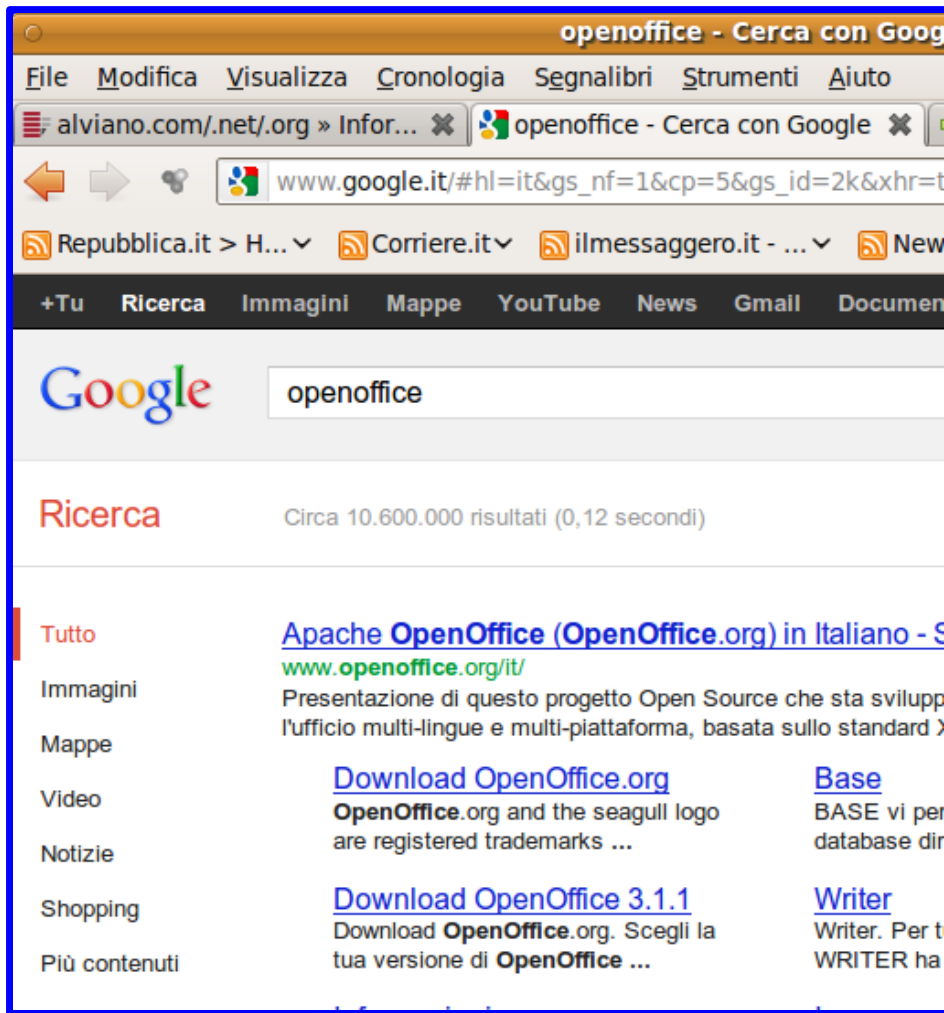 openoffice - Cerca con Goog
File Modifica Visualizza Cronologia Segnalibri Strumenti Aiuto
alviano.com/.net/.org » Infor... openoffice - Cerca con Google
www.google.it/#hl=it&gs_nf=1&cp=5&gs_id=2k&xhr=t
Repubblica.it > H... Corriere.it ilmessaggero.it - ... New
+Tu Ricerca Immagini Mappe YouTube News Gmail Documen
Google openoffice
Ricerca Circa 10.600.000 risultati (0,12 secondi)
Tutto
Immagini
Mappe
Video
Notizie
Shopping
Più contenuti
Apache OpenOffice (OpenOffice.org) in Italiano - S
www.openoffice.org/it/
Presentazione di questo progetto Open Source che sta svilupp
l'ufficio multi-lingue e multi-piattaforma, basata sullo standard X
Download OpenOffice.org
OpenOffice.org and the seagull logo
are registered trademarks ...
Base
BASE vi per
database dir
Download OpenOffice 3.1.1
Download OpenOffice.org. Scegli la
tua versione di OpenOffice ...
Writer
Writer. Per t
WRITER ha